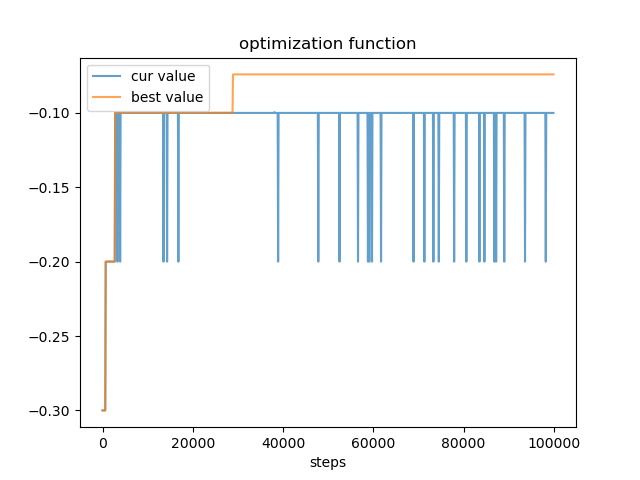 optimization function
cur value
best value
−0.10
−0.15
−0.20
−0.25
−0.30
0 20000 40000 60000 80000 100000
steps